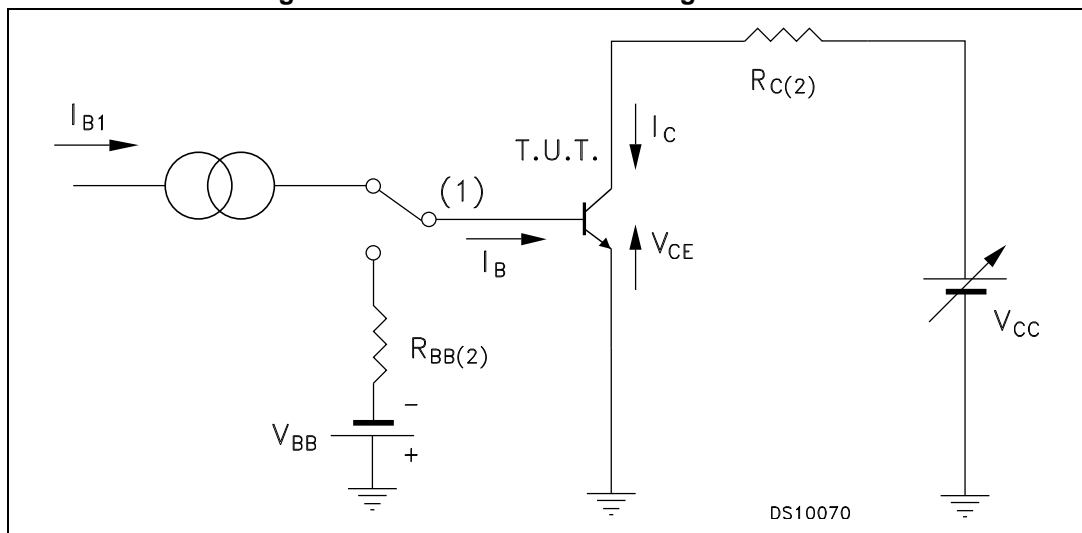 I_B1
R_C(2)
I_C
T.U.T.
(1)
I_B
V_CE
R_BB(2)
V_CC
V_BB
-
+
DS10070